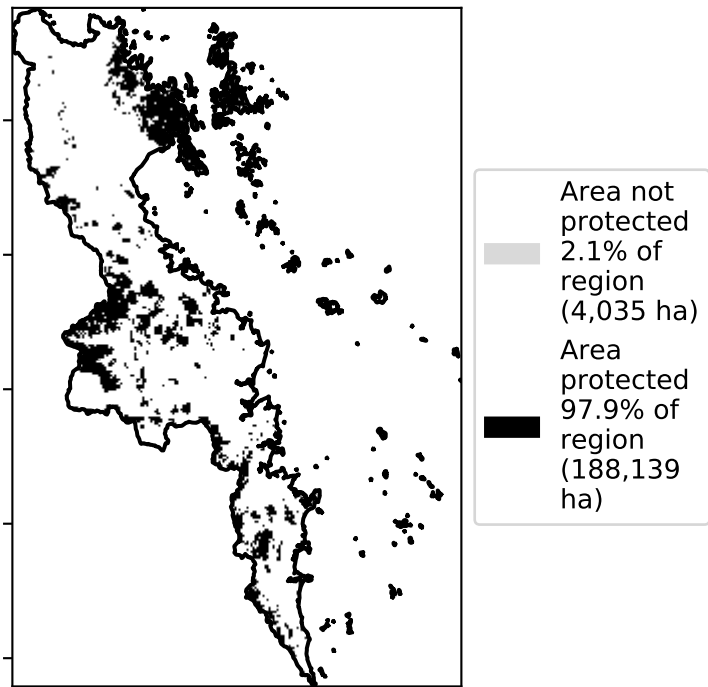 Area not
protected
2.1% of
region
(4,035 ha)
Area
protected
97.9% of
region
(188,139
ha)